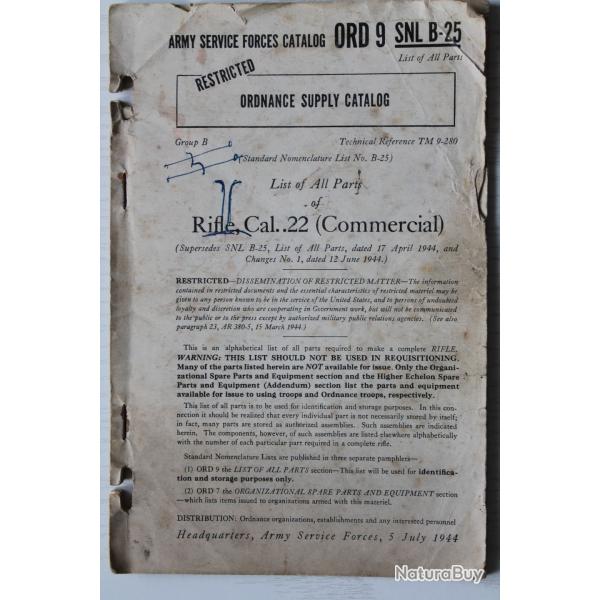 ARMY SERVICE FORCES CATALOG ORD 9 SNL B-25
List of All Parts
RESTRICTED
ORDNANCE SUPPLY CATALOG
Group B Technical Reference TM 9-280
(Standard Nomenclature List No. B-25)
List of All Parts
of
Rifle, Cal..22 (Commercial)
(Supersedes SNL B-25, List of All Parts, dated 17 April 1944, and
Changes No. 1, dated 12 June 1944.)
RESTRICTED—DISSEMINATION OF RESTRICTED MATTER—The information
contained in restricted documents and the essential characteristics of restricted materiel may be
given to any person known to be in the service of the United States, and to persons of undoubted
loyalty and discretion who are cooperating in Government work, but will not be communicated
to the public or to the press except by authorized military public relations agencies. (See also
paragraph 23, AR 380-5, 15 March 1944.)
This is an alphabetical list of all parts required to make a complete RIFLE.
WARNING: THIS LIST SHOULD NOT BE USED IN REQUISITIONING.
Many of the parts listed herein are NOT available for issue. Only the Organi-
zational Spare Parts and Equipment section and the Higher Echelon Spare
Parts and Equipment (Addendum) section list the parts and equipment
available for issue to using troops and Ordnance troops, respectively.
This list of all parts is to be used for identification and storage purposes. In this con-
nection it should be realized that every individual part is not necessarily stored by itself;
in fact, many parts are stored as authorized assemblies. Such assemblies are indicated
herein. The components, however, of such assemblies are listed elsewhere alphabetically
with the number of each particular part required in a complete rifle.
Standard Nomenclature Lists are published in three separate pamphlets—
(1) ORD 9 the LIST OF ALL PARTS section—This list will be used for identifica-
tion and storage purposes only.
(2) ORD 7 the ORGANIZATIONAL SPARE PARTS AND EQUIPMENT section
—which lists items issued to organizations armed with this materiel.
DISTRIBUTION: Ordnance organizations, establishments and any interested personnel
Headquarters, Army Service Forces, 5 July 1944
NaturaBuy